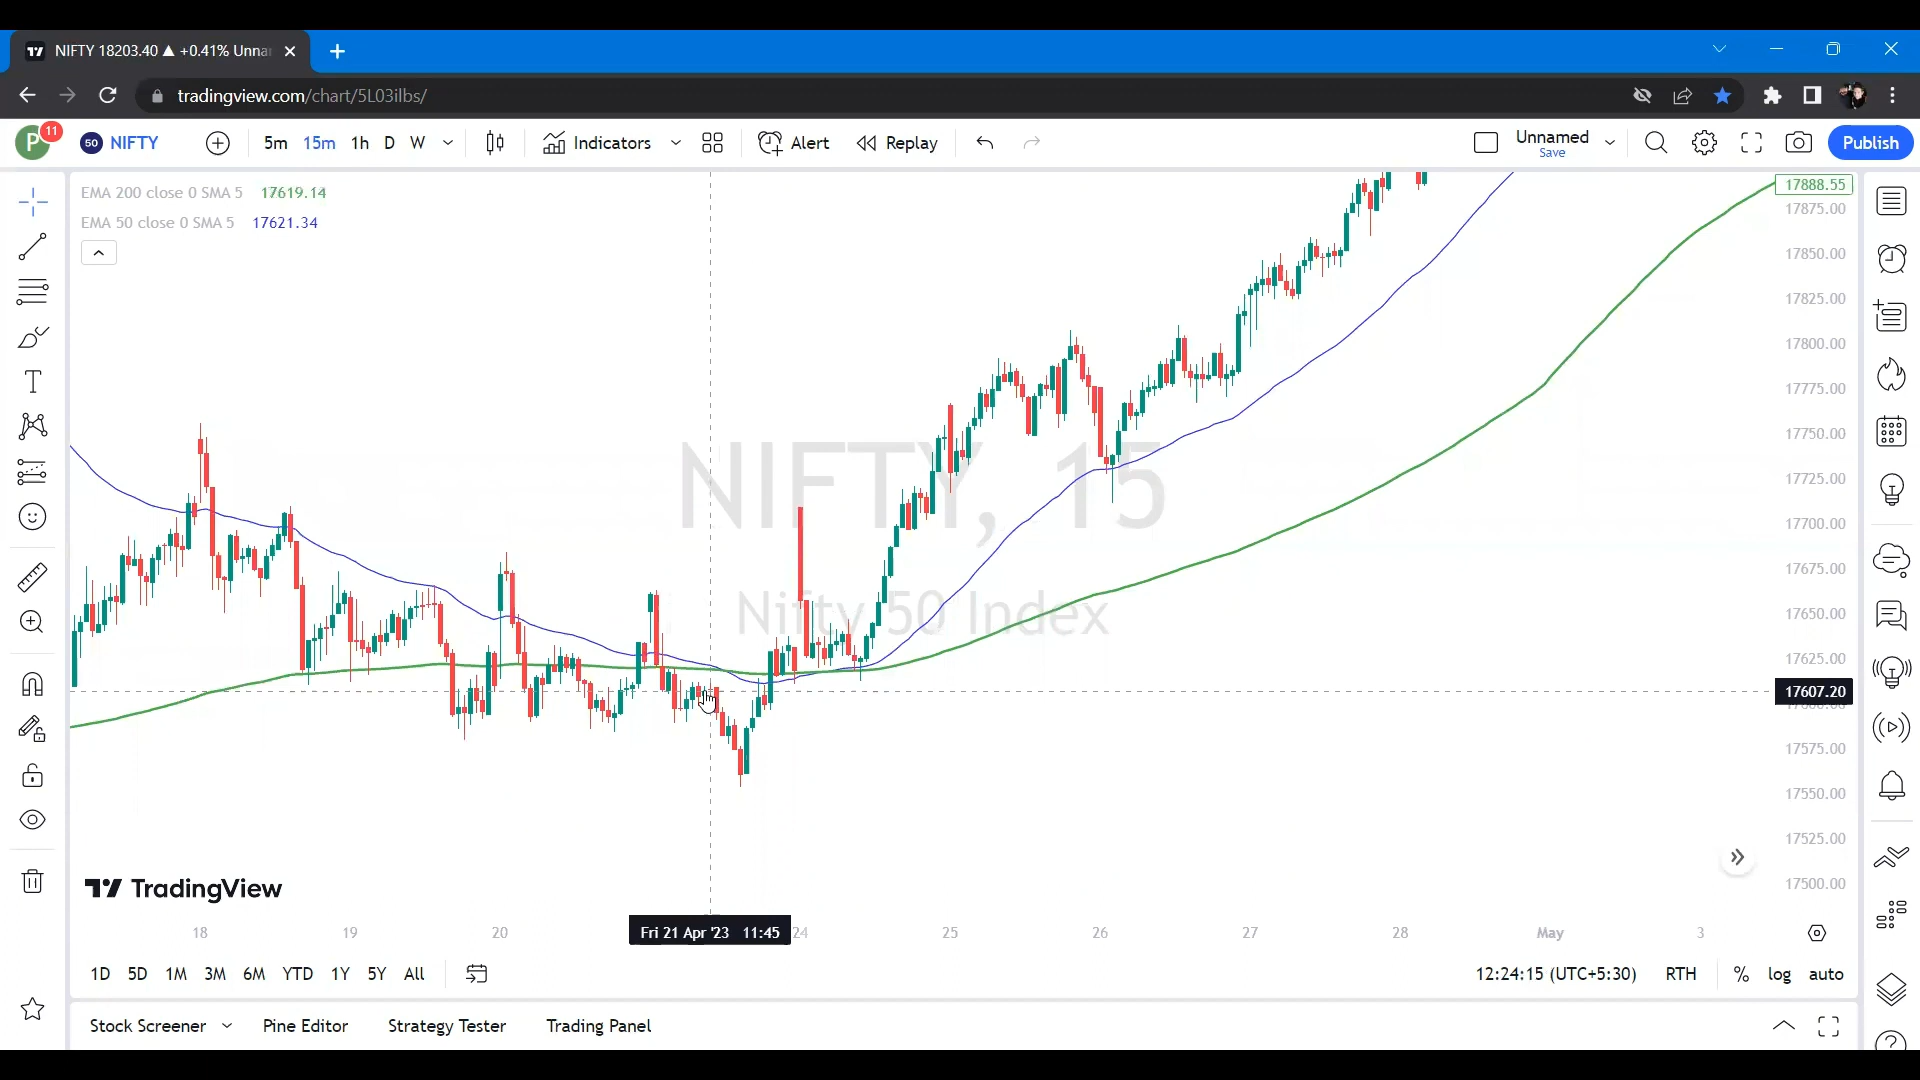 NIFTY 18203.40 ▲ +0.41% Unna
tradingview.com/chart/5L03ilbs/
P 11 50 NIFTY 5m 15m 1h D W Indicators Alert Replay Unnamed Save Publish
EMA 200 close 0 SMA 5 17619.14
EMA 50 close 0 SMA 5 17621.34
17888.55
17875.00
17850.00
17825.00
17800.00
17775.00
17750.00
17725.00
17700.00
17675.00
17650.00
17625.00
17607.20
17575.00
17550.00
17525.00
17500.00
NIFTY, 15
Nifty 50 Index
TradingView
18 19 20 Fri 21 Apr '23 11:45 24 25 26 27 28 May 3
1D 5D 1M 3M 6M YTD 1Y 5Y All 12:24:15 (UTC+5:30) RTH % log auto
Stock Screener Pine Editor Strategy Tester Trading Panel